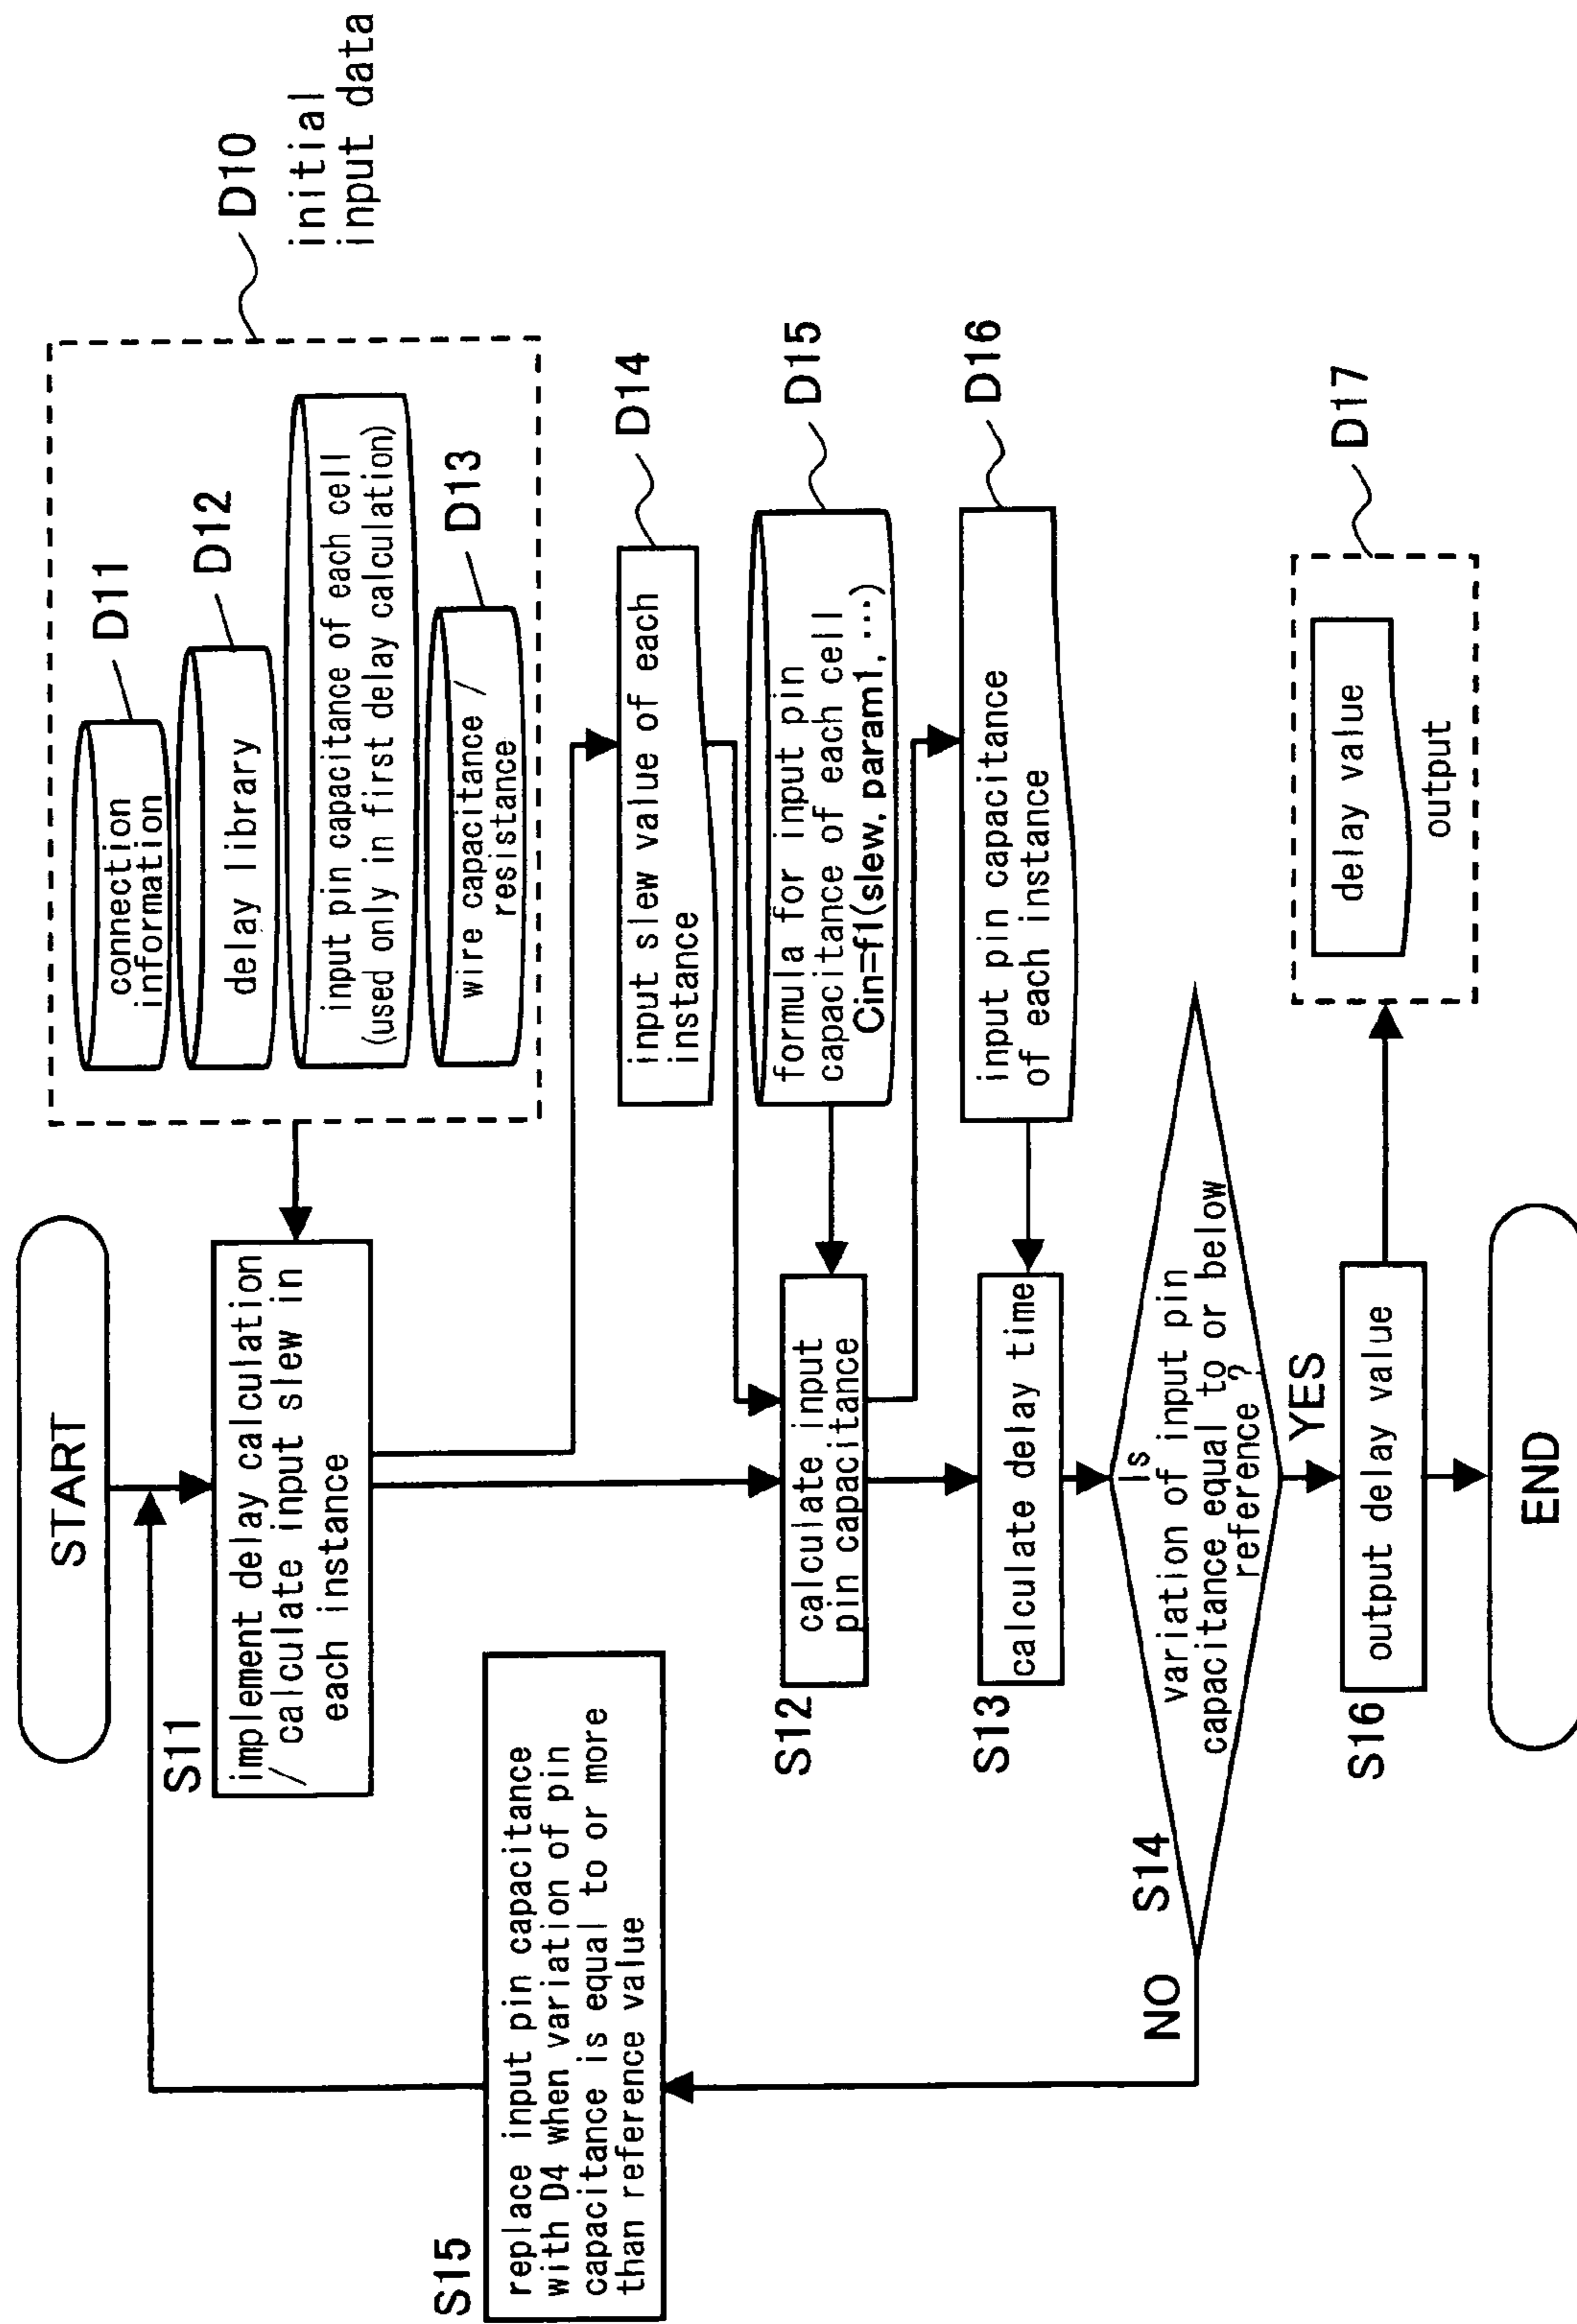 START
S11
implement delay calculation
/ calculate input slew in
each instance
D10
initial
input data
D11
connection
information
D12
delay library
input pin capacitance of each cell
(used only in first delay calculation)
D13
wire capacitance /
resistance
D14
input slew value of each
instance
S15
replace input pin capacitance
with D4 when variation of pin
capacitance is equal to or more
than reference value
S12
calculate input
pin capacitance
D15
formula for input pin
capacitance of each cell
Cin=f1(slew, param1, ···)
S13
calculate delay time
D16
input pin capacitance
of each instance
S14
Is
variation of input pin
capacitance equal to or below
reference ?
NO
YES
S16
output delay value
D17
delay value
output
END